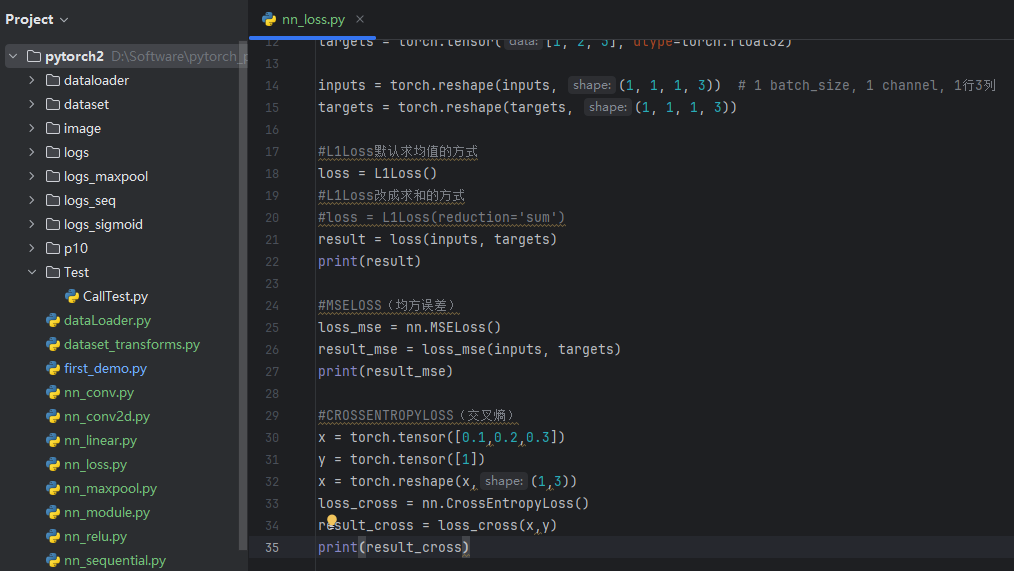 Project
nn_loss.py
pytorch2 D:\Software\pytorch_p
dataloader
dataset
image
logs
logs_maxpool
logs_seq
logs_sigmoid
p10
Test
CallTest.py
dataLoader.py
dataset_transforms.py
first_demo.py
nn_conv.py
nn_conv2d.py
nn_linear.py
nn_loss.py
nn_maxpool.py
nn_module.py
nn_relu.py
nn_sequential.py
12 targets = torch.tensor( data: [1, 2, 5], dtype=torch.float32)
13
14 inputs = torch.reshape(inputs, shape: (1, 1, 1, 3)) # 1 batch_size, 1 channel, 1行3列
15 targets = torch.reshape(targets, shape: (1, 1, 1, 3))
16
17 #L1Loss默认求均值的方式
18 loss = L1Loss()
19 #L1Loss改成求和的方式
20 #loss = L1Loss(reduction='sum')
21 result = loss(inputs, targets)
22 print(result)
23
24 #MSELOSS（均方误差）
25 loss_mse = nn.MSELoss()
26 result_mse = loss_mse(inputs, targets)
27 print(result_mse)
28
29 #CROSSENTROPYLOSS（交叉熵）
30 x = torch.tensor([0.1,0.2,0.3])
31 y = torch.tensor([1])
32 x = torch.reshape(x, shape: (1,3))
33 loss_cross = nn.CrossEntropyLoss()
34 result_cross = loss_cross(x,y)
35 print(result_cross)